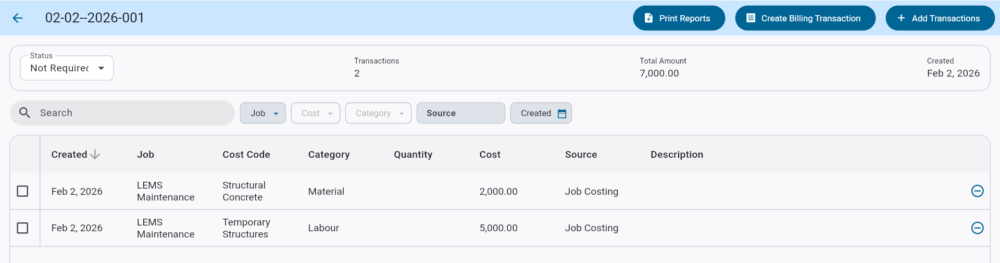 02-02--2026-001
Print Reports
Create Billing Transaction
Add Transactions
Status
Not Required
Transactions
2
Total Amount
7,000.00
Created
Feb 2, 2026
Search
Job
Cost
Category
Source
Created
Created Job Cost Code Category Quantity Cost Source Description
Feb 2, 2026 LEMS Maintenance Structural Concrete Material 2,000.00 Job Costing
Feb 2, 2026 LEMS Maintenance Temporary Structures Labour 5,000.00 Job Costing